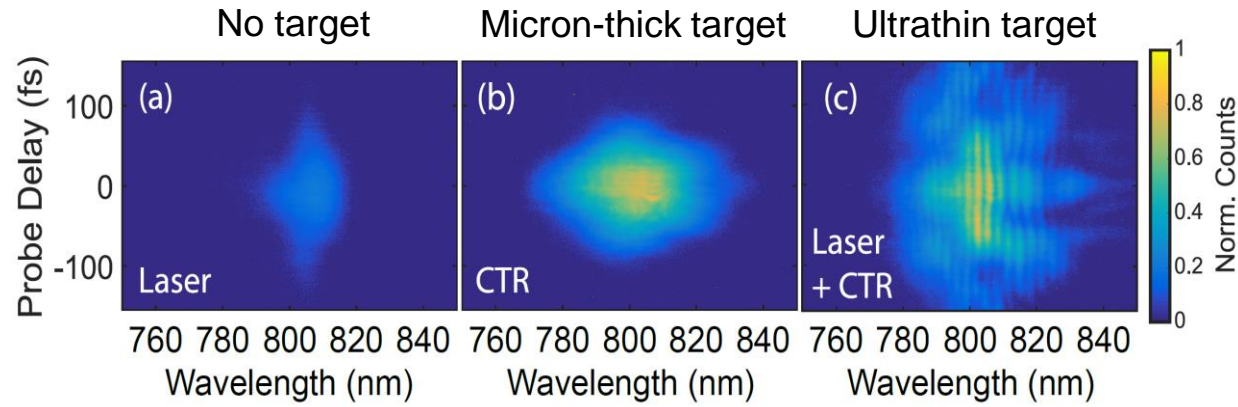 No target
Micron-thick target
Ultrathin target
Probe Delay (fs)
100
0
-100
(a)
Laser
(b)
CTR
(c)
Laser
+ CTR
1
0.8
0.6
0.4
0.2
0
Norm. Counts
760 780 800 820 840
760 780 800 820 840
760 780 800 820 840
Wavelength (nm)
Wavelength (nm)
Wavelength (nm)